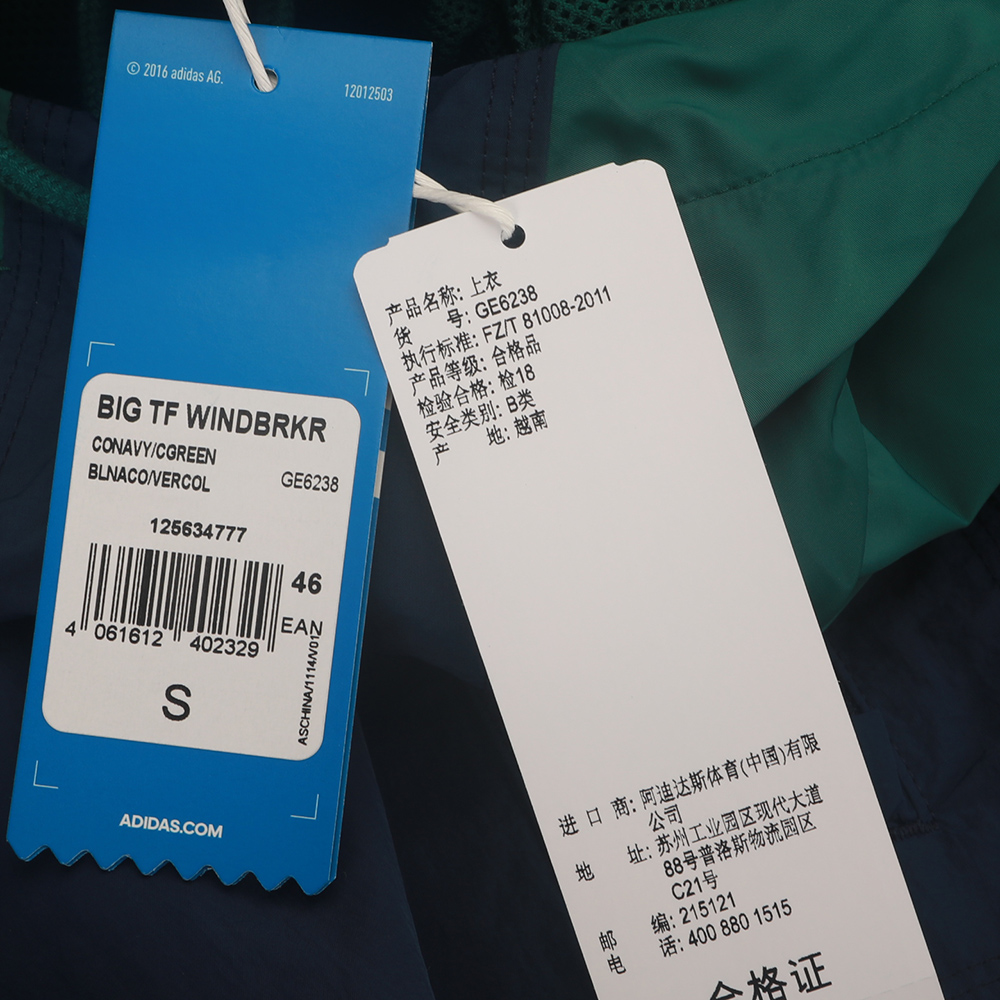 © 2016 adidas AG.
12012503
BIG TF WINDBRKR
CONAVY/CGREEN
BLNACO/VERCOL GE6238
125634777
46
EAN
4 061612 402329
ASCHINA/1114/V012
S
ADIDAS.COM
产品名称: 上衣
货 号: GE6238
执行标准: FZ/T 81008-2011
产品等级: 合格品
检验合格: 检18
安全类别: B类
产 地: 越南
进 口 商: 阿迪达斯体育(中国)有限
公司
地 址: 苏州工业园区现代大道
88号普洛斯物流园区
C21号
邮 编: 215121
电 话: 400 880 1515
合格证